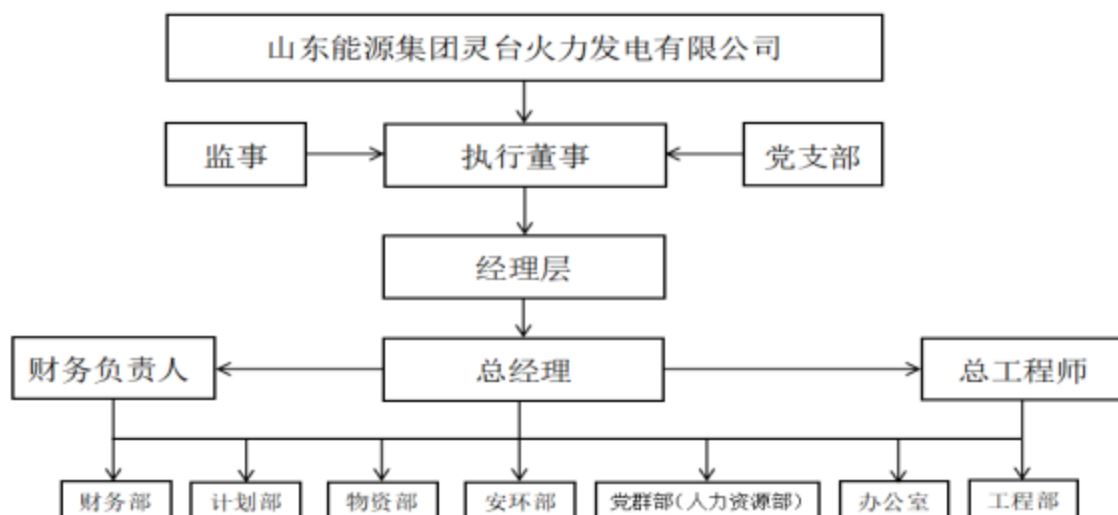 山东能源集团灵台火力发电有限公司
监事
执行董事
党支部
经理层
财务负责人
总经理
总工程师
财务部
计划部
物资部
安环部
党群部(人力资源部)
办公室
工程部